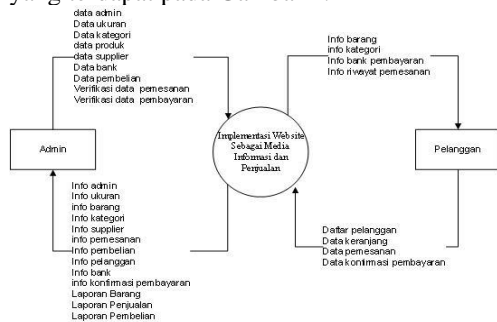 data admin
Data ukuran
Data kategori
data produk
data supplier
Data bank
Data pembelian
Verifikasi data pemesanan
Verifikasi data pembayaran
Info barang
info kategori
Info bank pembayaran
Info riwayat pemesanan
Admin
Implementasi Website
Sebagai Media
Informasi dan
Penjualan
Pelanggan
Info admin
Info ukuran
info barang
Info kategori
Info supplier
info pemesanan
Info pembelian
Info pelanggan
Info bank
info konfirmasi pembayaran
Laporan Barang
Laporan Penjualan
Laporan Pembelian
Daftar pelanggan
Data keranjang
Data pemesanan
Data konfirmasi pembayaran